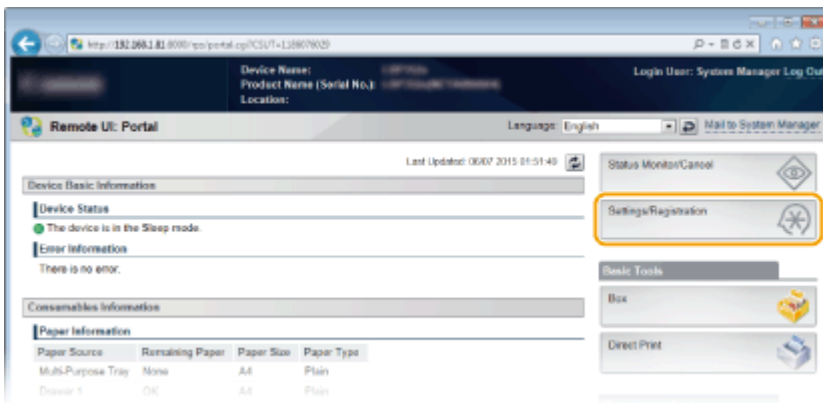 http://192.168.1.81:8000/rps/portal.cgi?CSUT=1188078029
Device Name:
Product Name (Serial No.):
Location:
Login User: System Manager Log Out
Remote UI: Portal
Language: English
Mail to System Manager
Last Updated: 06/07 2015 01:51:49
Device Basic Information
Device Status
The device is in the Sleep mode.
Error Information
There is no error.
Consumables Information
Paper Information
Paper Source Remaining Paper Paper Size Paper Type
Multi-Purpose Tray None A4 Plain
Drawer 1 OK A4 Plain
Status Monitor/Cancel
Settings/Registration
Basic Tools
Box
Direct Print